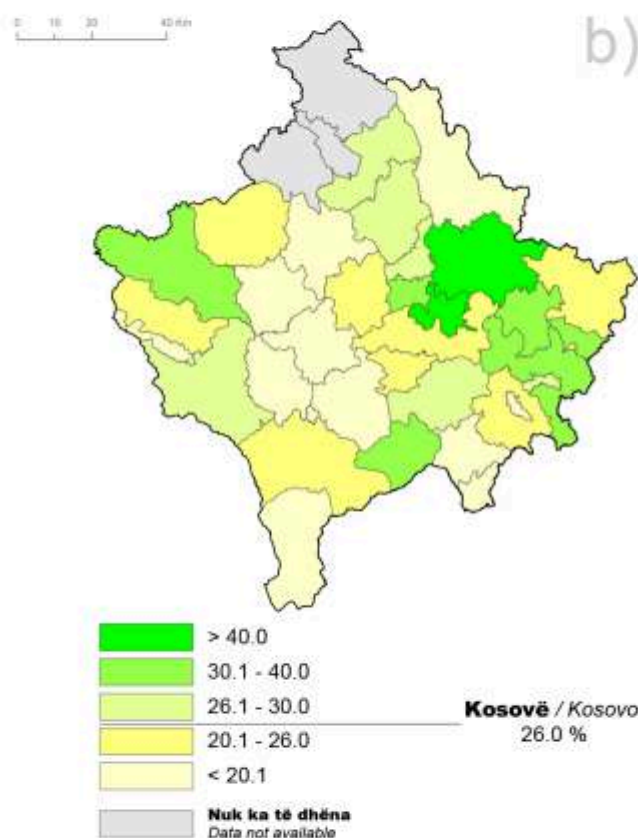 0 10 20 40 Km
b)
> 40.0
30.1 - 40.0
26.1 - 30.0
Kosovë / Kosovo
20.1 - 26.0
26.0 %
< 20.1
Nuk ka të dhëna
Data not available